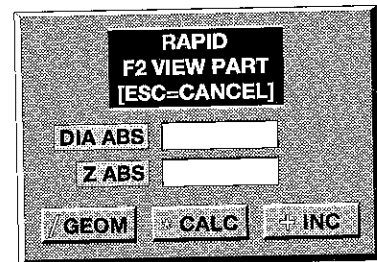 RAPID
F2 VIEW PART
[ESC=CANCEL]
DIA ABS
Z ABS
/ GEOM * CALC + INC